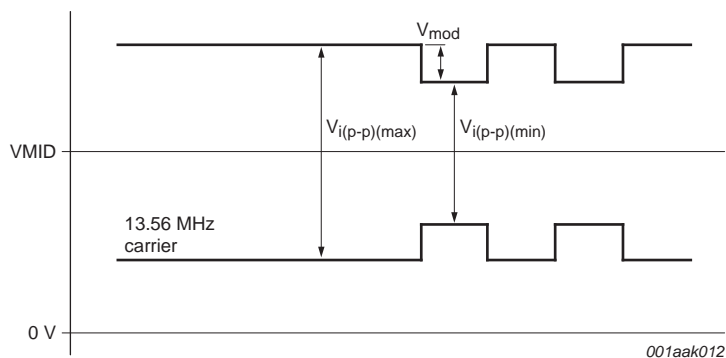 Vmod
Vi(p-p)(max)
Vi(p-p)(min)
VMID
13.56 MHz
carrier
0 V
001aak012